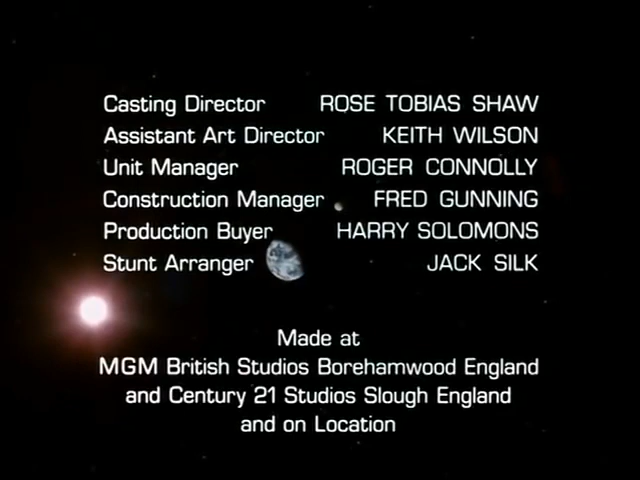 Casting Director ROSE TOBIAS SHAW
Assistant Art Director KEITH WILSON
Unit Manager ROGER CONNOLLY
Construction Manager FRED GUNNING
Production Buyer HARRY SOLOMONS
Stunt Arranger JACK SILK
Made at
MGM British Studios Borehamwood England
and Century 21 Studios Slough England
and on Location